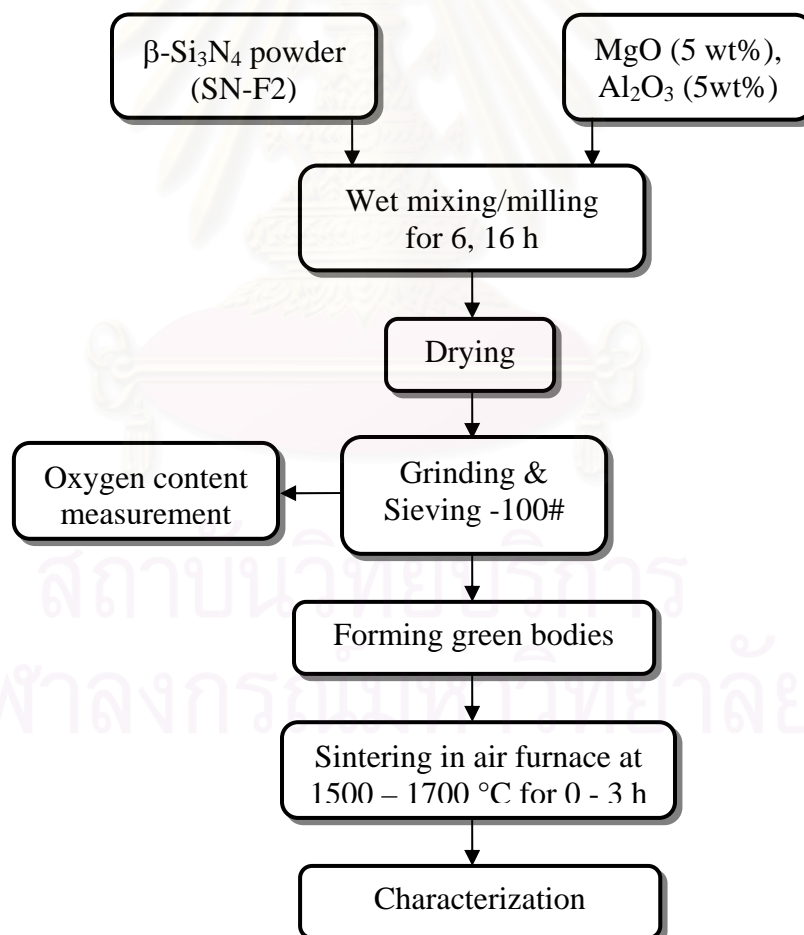 β-Si₃N₄ powder
(SN-F2)
MgO (5 wt%),
Al₂O₃ (5wt%)
Wet mixing/milling
for 6, 16 h
Drying
Oxygen content
measurement
Grinding &
Sieving -100#
Forming green bodies
Sintering in air furnace at
1500 – 1700 °C for 0 - 3 h
Characterization
สถาบันวิทยบริการ
ฬาลงกรณ์มหาวิทยาลัย